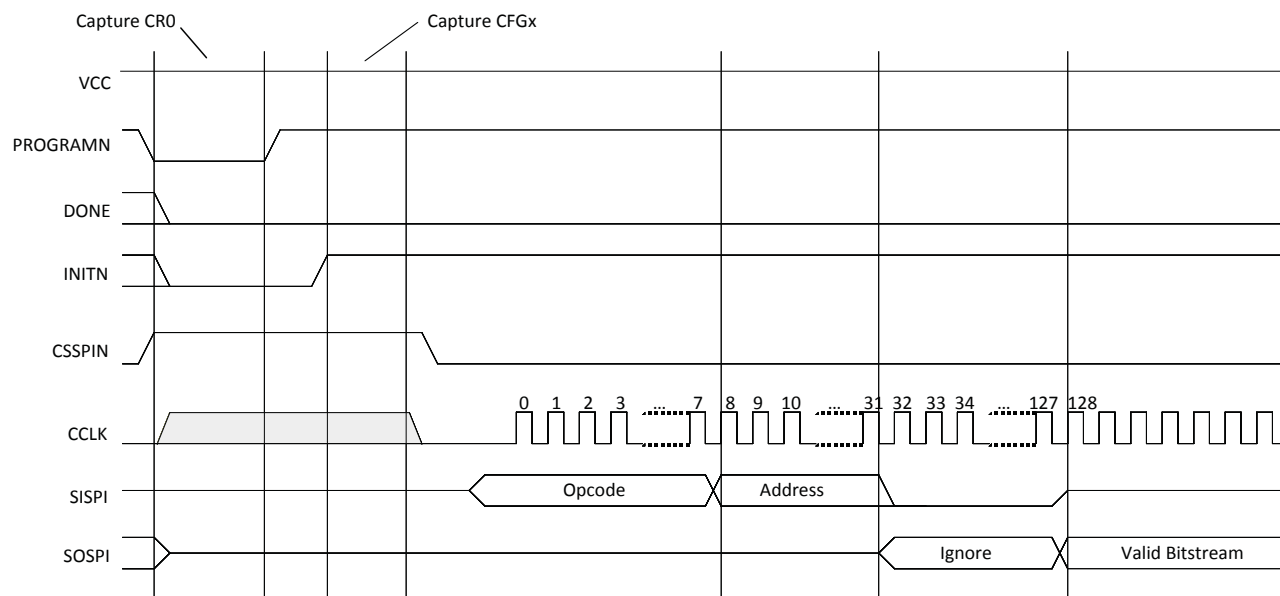 Capture CR0 Capture CFGx
VCC
PROGRAMN
DONE
INITN
CSSPIN
0 1 2 3 ... 7 8 9 10 ... 31 32 33 34 ... 127 128
CCLK
SISPI Opcode Address
SOSPI Ignore Valid Bitstream